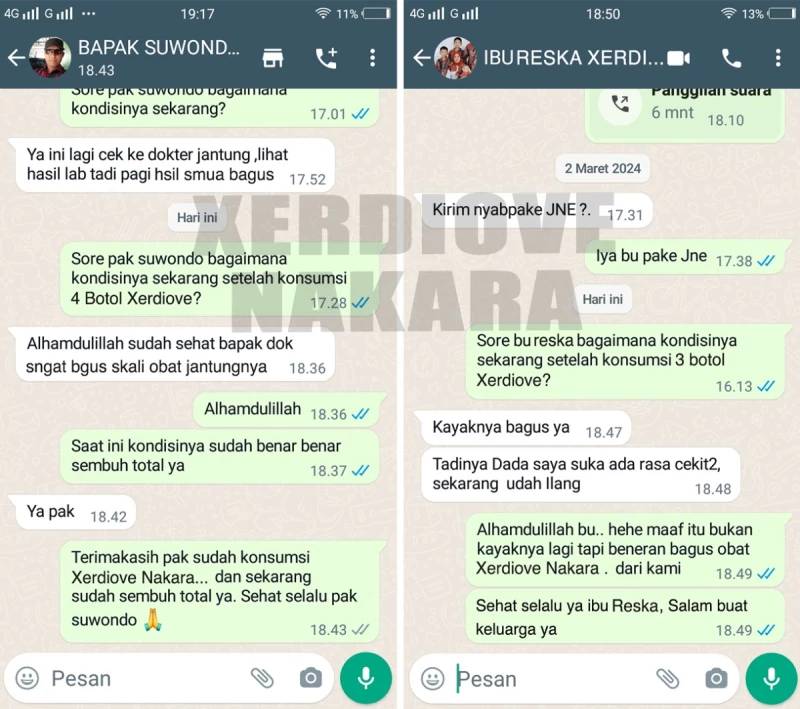 4G G ... 19:17 11%
BAPAK SUWOND...
18.43
Sore pak suwondo bagaimana
kondisinya sekarang?
17.01
Ya ini lagi cek ke dokter jantung ,lihat
hasil lab tadi pagi hsil smua bagus
17.52
Hari ini
Sore pak suwondo bagaimana
kondisinya sekarang setelah konsumsi
4 Botol Xerdiove?
17.28
Alhamdulillah sudah sehat bapak dok
sngat bgus skali obat jantungnya
18.36
Alhamdulillah 18.36
Saat ini kondisinya sudah benar benar
sembuh total ya
18.37
Ya pak 18.42
Terimakasih pak sudah konsumsi
Xerdiove Nakara... dan sekarang
sudah sembuh total ya. Sehat selalu pak
suwondo 🙏
18.43
Pesan
4G G 18:50 13%
IBU RESKA XERDI...
Panggilan suara
6 mnt 18.10
2 Maret 2024
Kirim nyabpake JNE ?. 17.31
Iya bu pake Jne 17.38
Hari ini
Sore bu reska bagaimana kondisinya
sekarang setelah konsumsi 3 botol
Xerdiove?
16.13
Kayaknya bagus ya 18.47
Tadinya Dada saya suka ada rasa cekit2,
sekarang udah Ilang
18.48
Alhamdulillah bu.. hehe maaf itu bukan
kayaknya lagi tapi beneran bagus obat
Xerdiove Nakara . dari kami
18.49
Sehat selalu ya ibu Reska, Salam buat
keluarga ya
18.49
Pesan
XERDIOVE
NAKARA